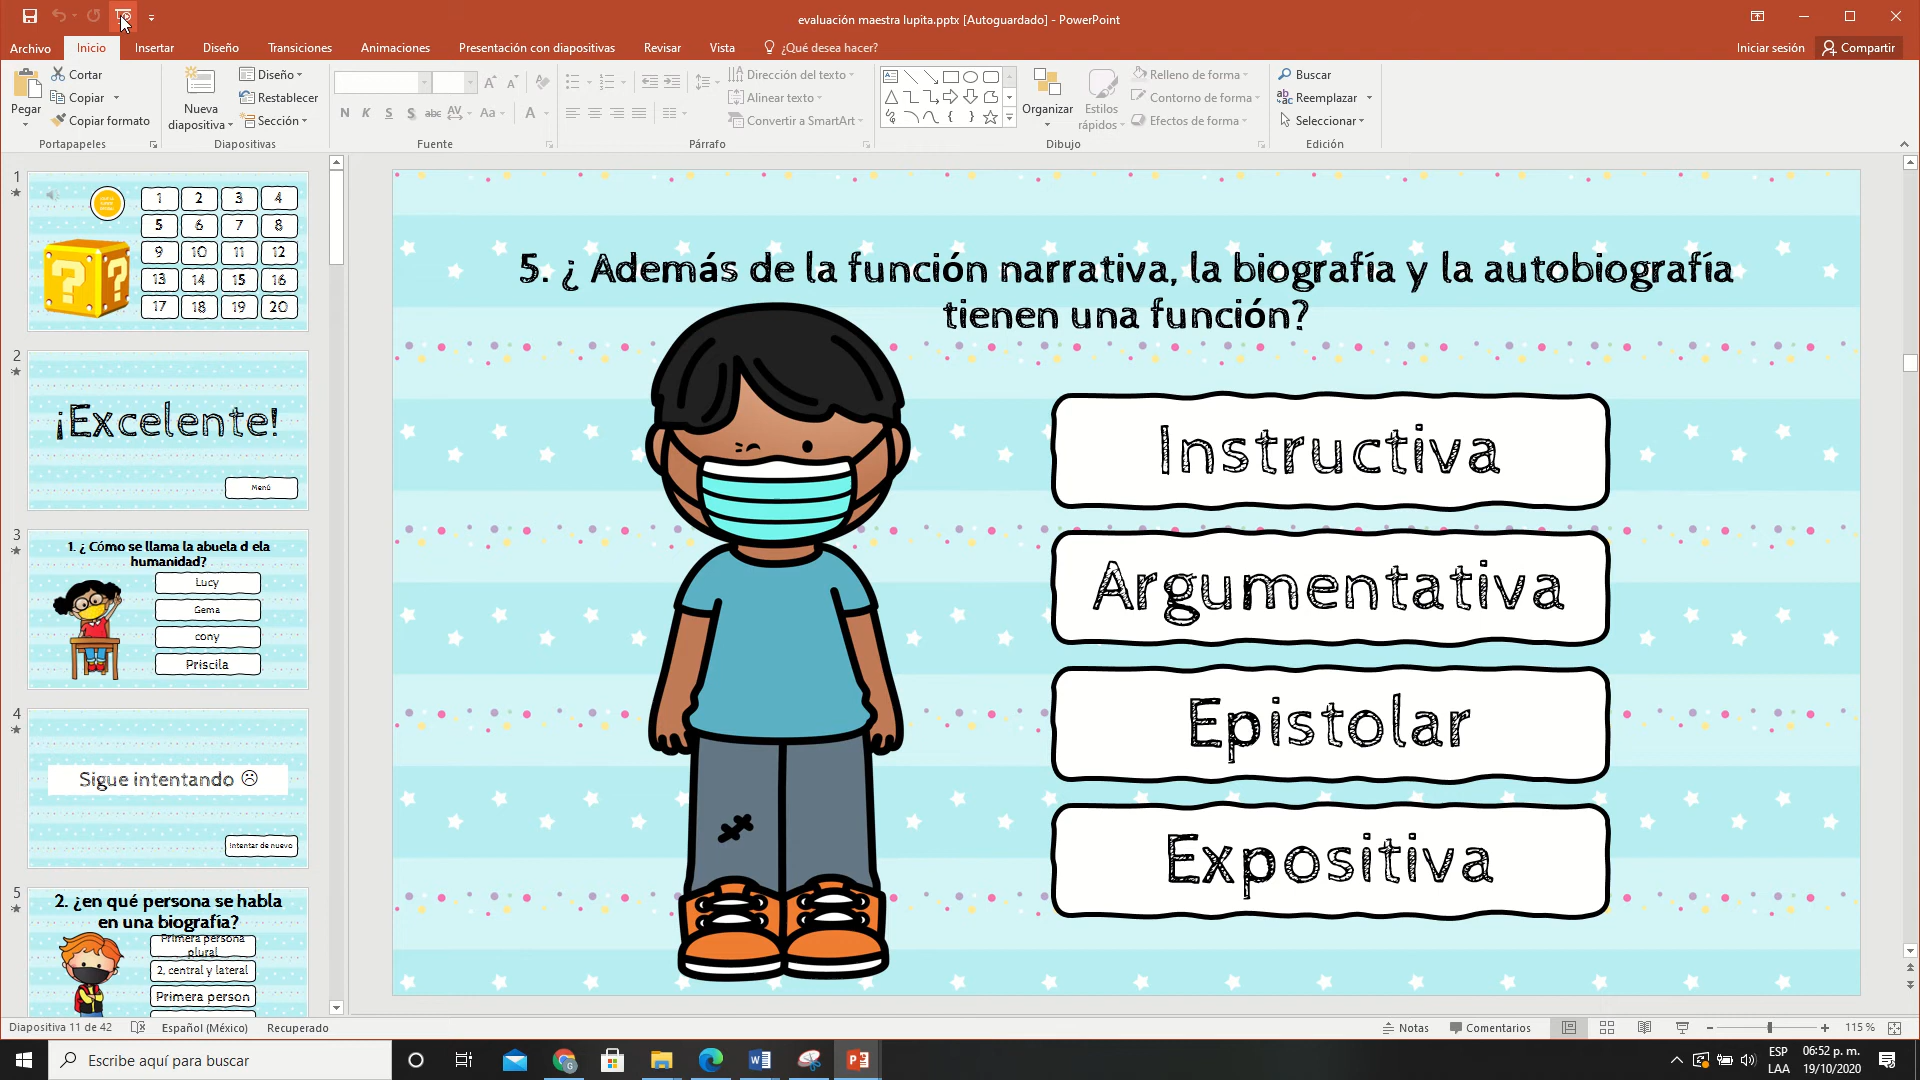 evaluación maestra lupita.pptx [Autoguardado] - PowerPoint
Archivo
Inicio
Insertar
Diseño
Transiciones
Animaciones
Presentación con diapositivas
Revisar
Vista
¿Qué desea hacer?
Iniciar sesión
Compartir
Pegar
Cortar
Copiar
Copiar formato
Portapapeles
Nueva
diapositiva
Diseño
Restablecer
Sección
Diapositivas
N K S S abc AV Aa A
Fuente
Dirección del texto
Alinear texto
Convertir a SmartArt
Párrafo
Organizar
Estilos
rápidos
Relleno de forma
Contorno de forma
Efectos de forma
Dibujo
Buscar
Reemplazar
Seleccionar
Edición
1
1 2 3 4
5 6 7 8
9 10 11 12
13 14 15 16
17 18 19 20
2
¡Excelente!
Menú
3
1. ¿ Cómo se llama la abuela d ela
humanidad?
Lucy
Gema
cony
Priscila
4
Sigue intentando ☹
Intentar de nuevo
5
2. ¿en qué persona se habla
en una biografía?
Primera persona
plural
2, central y lateral
Primera person
5. ¿ Además de la función narrativa, la biografía y la autobiografía
tienen una función?
Instructiva
Argumentativa
Epistolar
Expositiva
Diapositiva 11 de 42
Español (México)
Recuperado
Notas
Comentarios
115 %
Escribe aquí para buscar
ESP
LAA
06:52 p. m.
19/10/2020